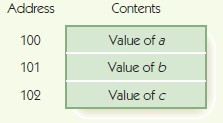 Address Contents
100 Value of a
101 Value of b
102 Value of c